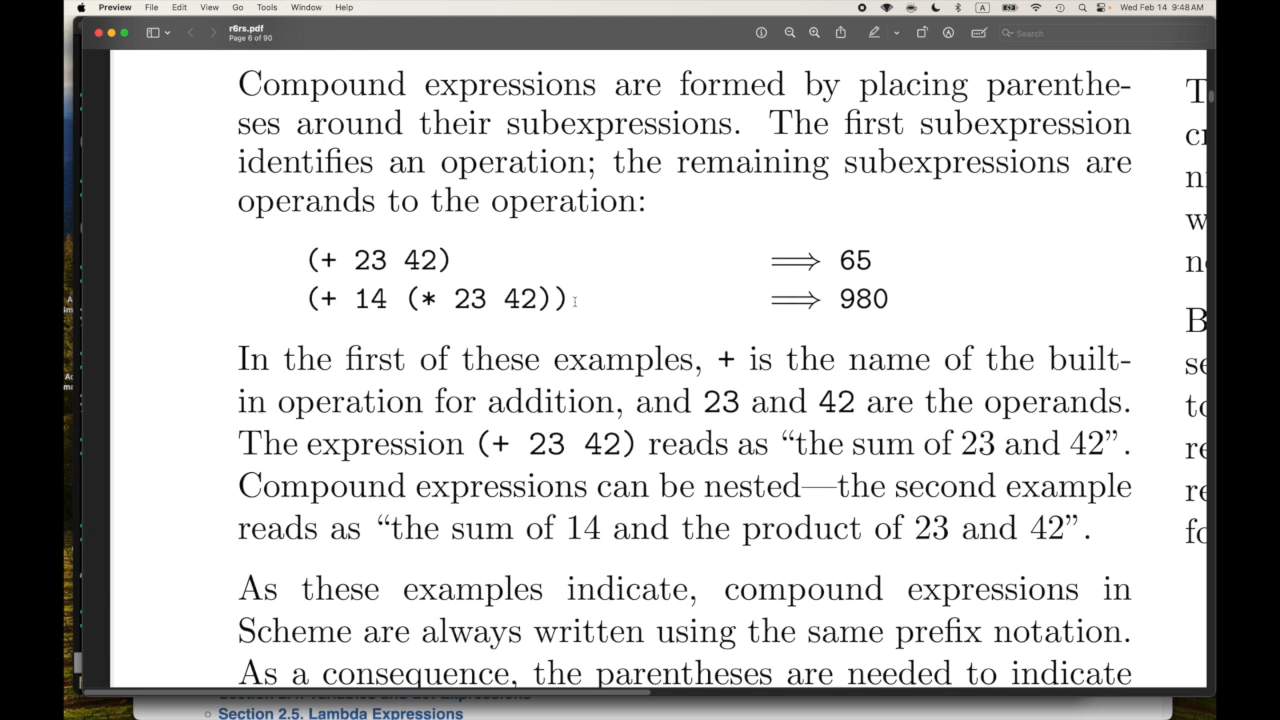 Preview File Edit View Go Tools Window Help
A
Wed Feb 14 9:48 AM
r6rs.pdf
Page 6 of 90
Search
Compound expressions are formed by placing parenthe-
ses around their subexpressions. The first subexpression
identifies an operation; the remaining subexpressions are
operands to the operation:
(+ 23 42) ⟹ 65
(+ 14 (* 23 42)) ⟹ 980
In the first of these examples, + is the name of the built-
in operation for addition, and 23 and 42 are the operands.
The expression (+ 23 42) reads as “the sum of 23 and 42”.
Compound expressions can be nested—the second example
reads as “the sum of 14 and the product of 23 and 42”.
As these examples indicate, compound expressions in
Scheme are always written using the same prefix notation.
As a consequence, the parentheses are needed to indicate
Section 2.5. Lambda Expressions